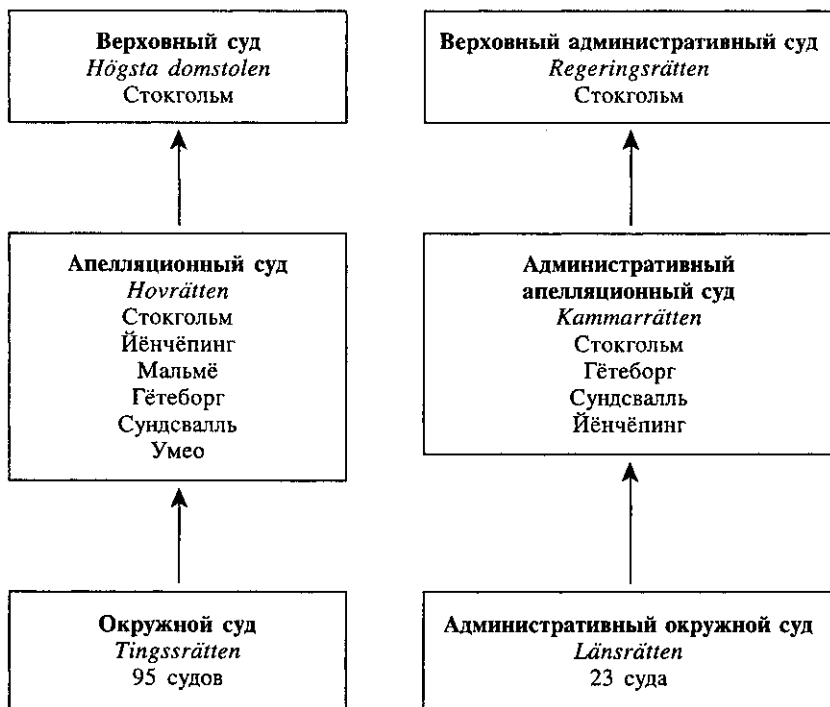 Верховный суд
Högsta domstolen
Стокгольм
Верховный административный суд
Regeringsrätten
Стокгольм
Апелляционный суд
Hovrätten
Стокгольм
Йёнчёпинг
Мальмё
Гётеборг
Сундсвалль
Умео
Административный
апелляционный суд
Kammarrätten
Стокгольм
Гётеборг
Сундсвалль
Йёнчёпинг
Окружной суд
Tingssrätten
95 судов
Административный окружной суд
Länsrätten
23 суда